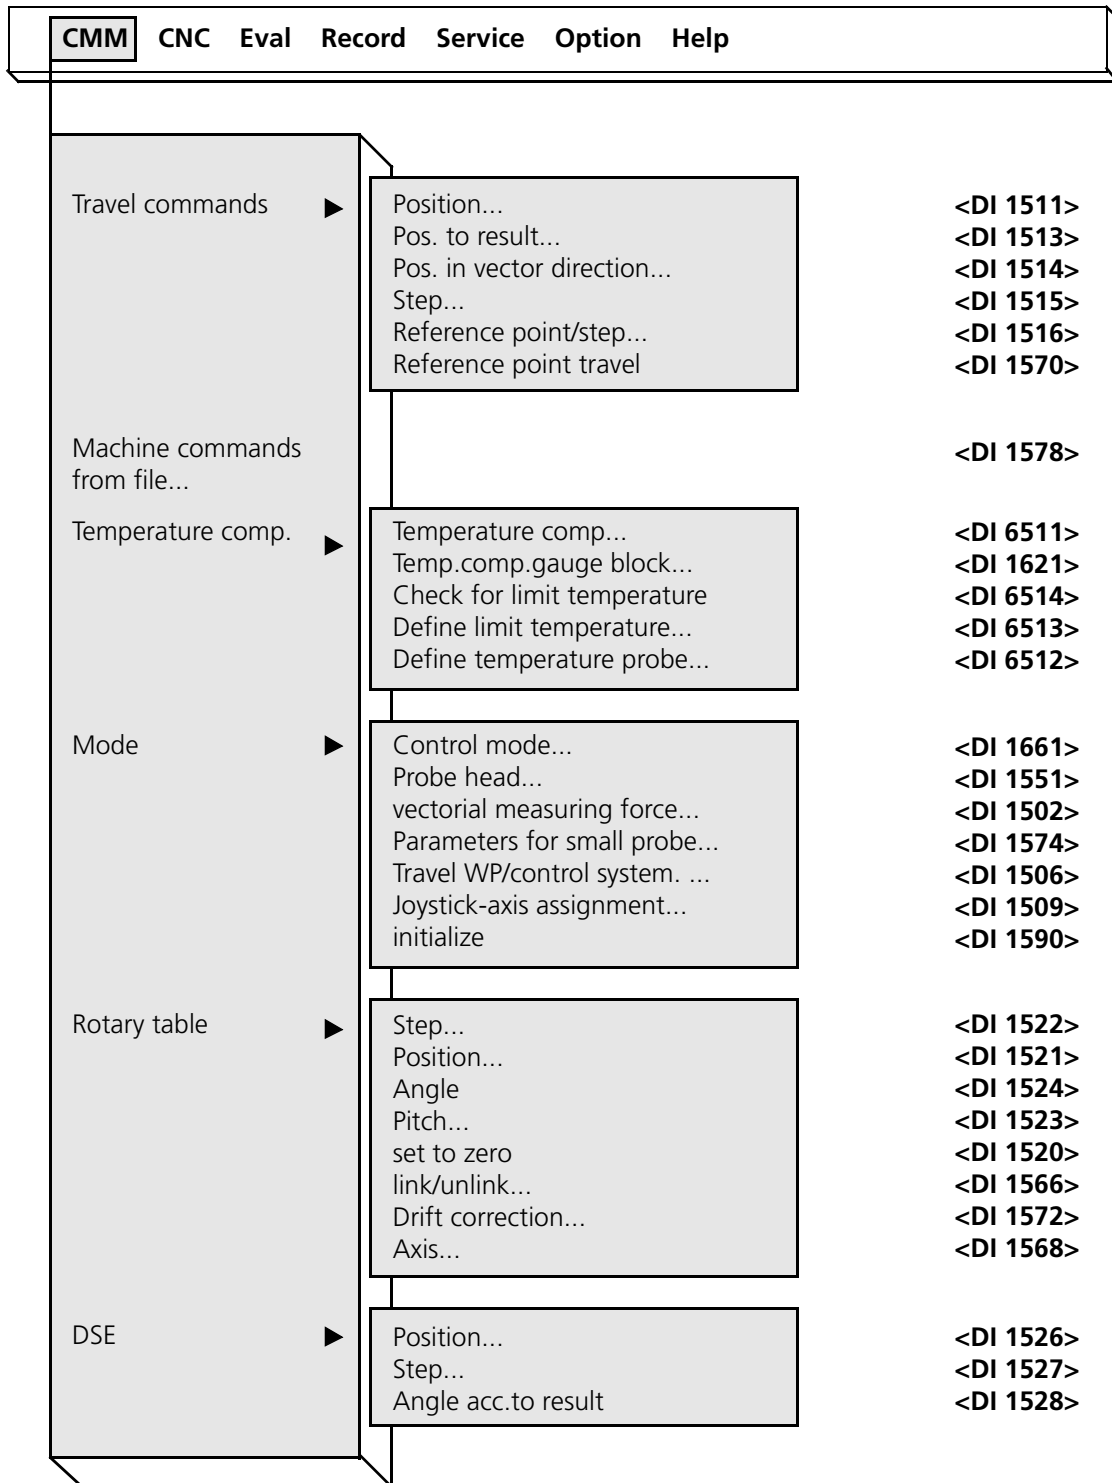 CMM CNC Eval Record Service Option Help
Travel commands ▶ Position... <DI 1511>
Pos. to result... <DI 1513>
Pos. in vector direction... <DI 1514>
Step... <DI 1515>
Reference point/step... <DI 1516>
Reference point travel <DI 1570>
Machine commands <DI 1578>
from file...
Temperature comp. ▶ Temperature comp... <DI 6511>
Temp.comp.gauge block... <DI 1621>
Check for limit temperature <DI 6514>
Define limit temperature... <DI 6513>
Define temperature probe... <DI 6512>
Mode ▶ Control mode... <DI 1661>
Probe head... <DI 1551>
vectorial measuring force... <DI 1502>
Parameters for small probe... <DI 1574>
Travel WP/control system. ... <DI 1506>
Joystick-axis assignment... <DI 1509>
initialize <DI 1590>
Rotary table ▶ Step... <DI 1522>
Position... <DI 1521>
Angle <DI 1524>
Pitch... <DI 1523>
set to zero <DI 1520>
link/unlink... <DI 1566>
Drift correction... <DI 1572>
Axis... <DI 1568>
DSE ▶ Position... <DI 1526>
Step... <DI 1527>
Angle acc.to result <DI 1528>